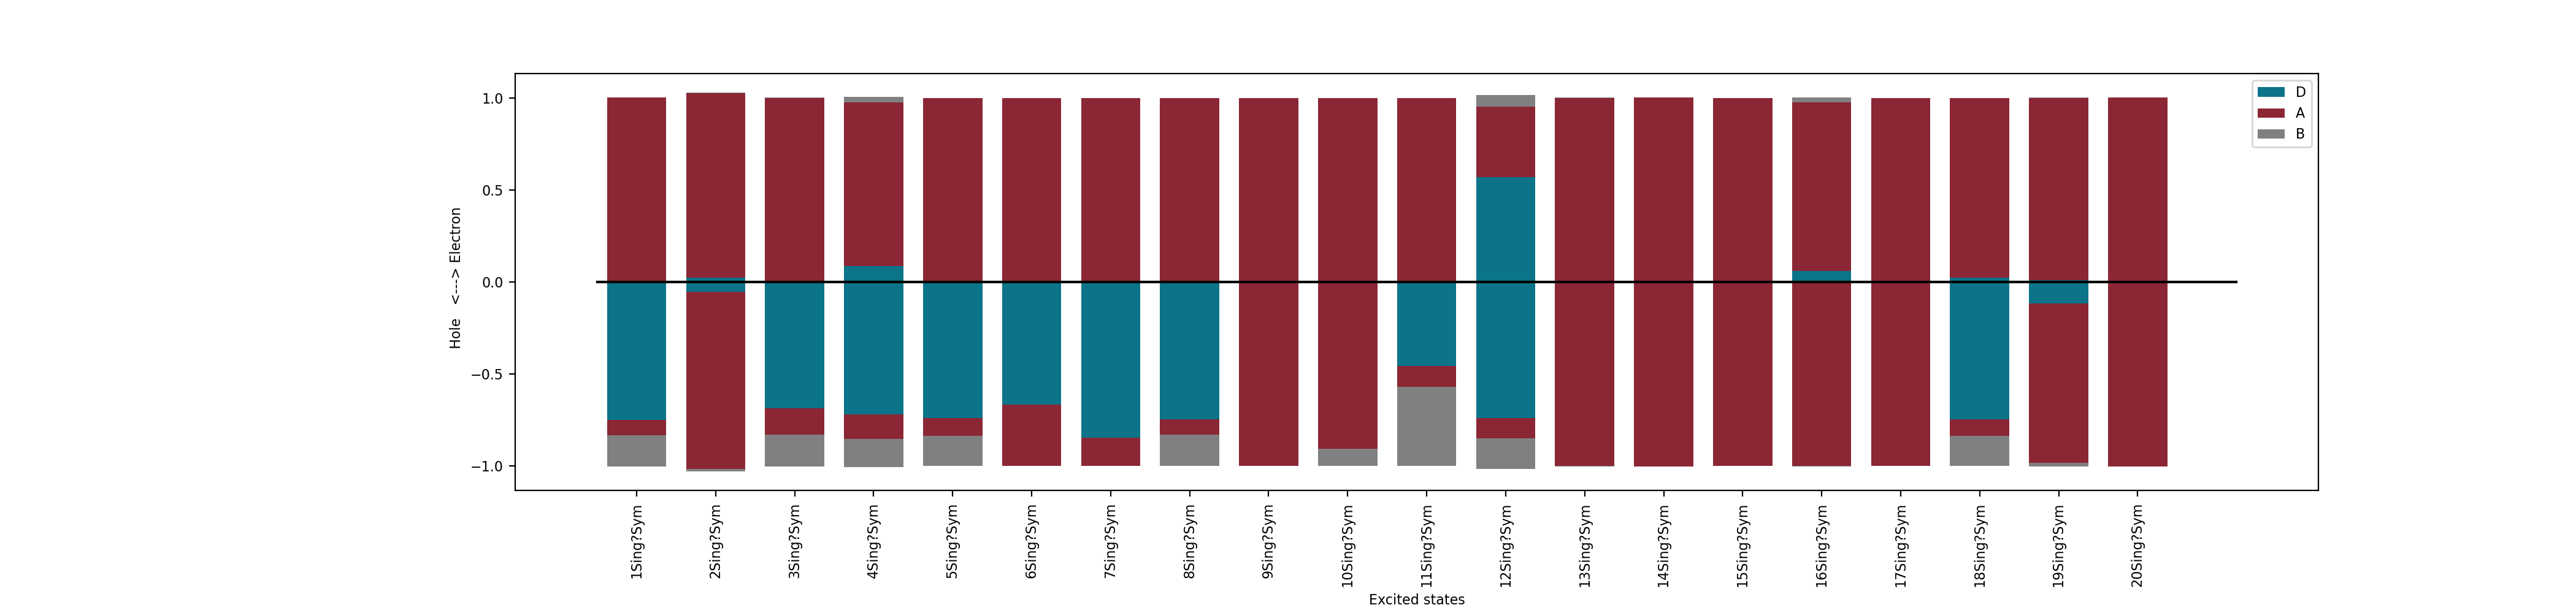 D
A
B
1.0
0.5
0.0
−0.5
−1.0
Hole <----> Electron
1Sing?Sym
2Sing?Sym
3Sing?Sym
4Sing?Sym
5Sing?Sym
6Sing?Sym
7Sing?Sym
8Sing?Sym
9Sing?Sym
10Sing?Sym
11Sing?Sym
12Sing?Sym
13Sing?Sym
14Sing?Sym
15Sing?Sym
16Sing?Sym
17Sing?Sym
18Sing?Sym
19Sing?Sym
20Sing?Sym
Excited states